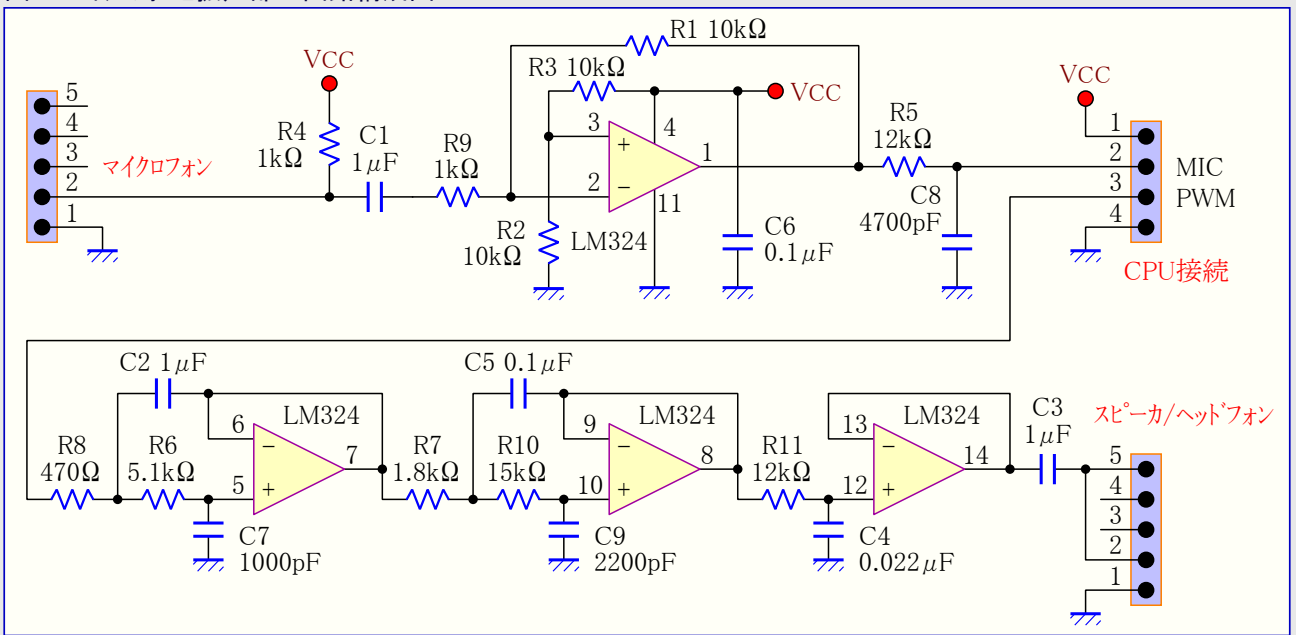 R1 10kΩ
VCC
R3 10kΩ
VCC
VCC
5
4
3
2
1
マイクロフォン
R4
1kΩ
C1
1μF
R9
1kΩ
3
+
2
−
4
1
11
LM324
R2
10kΩ
C6
0.1μF
R5
12kΩ
C8
4700pF
1
2
3
4
MIC
PWM
CPU接続
C2 1μF
R8
470Ω
R6
5.1kΩ
6
−
5
+
7
LM324
C7
1000pF
C5 0.1μF
R7
1.8kΩ
R10
15kΩ
9
−
10
+
8
LM324
C9
2200pF
R11
12kΩ
13
−
12
+
14
LM324
C4
0.022μF
C3
1μF
スピーカ/ヘッドフォン
5
4
3
2
1